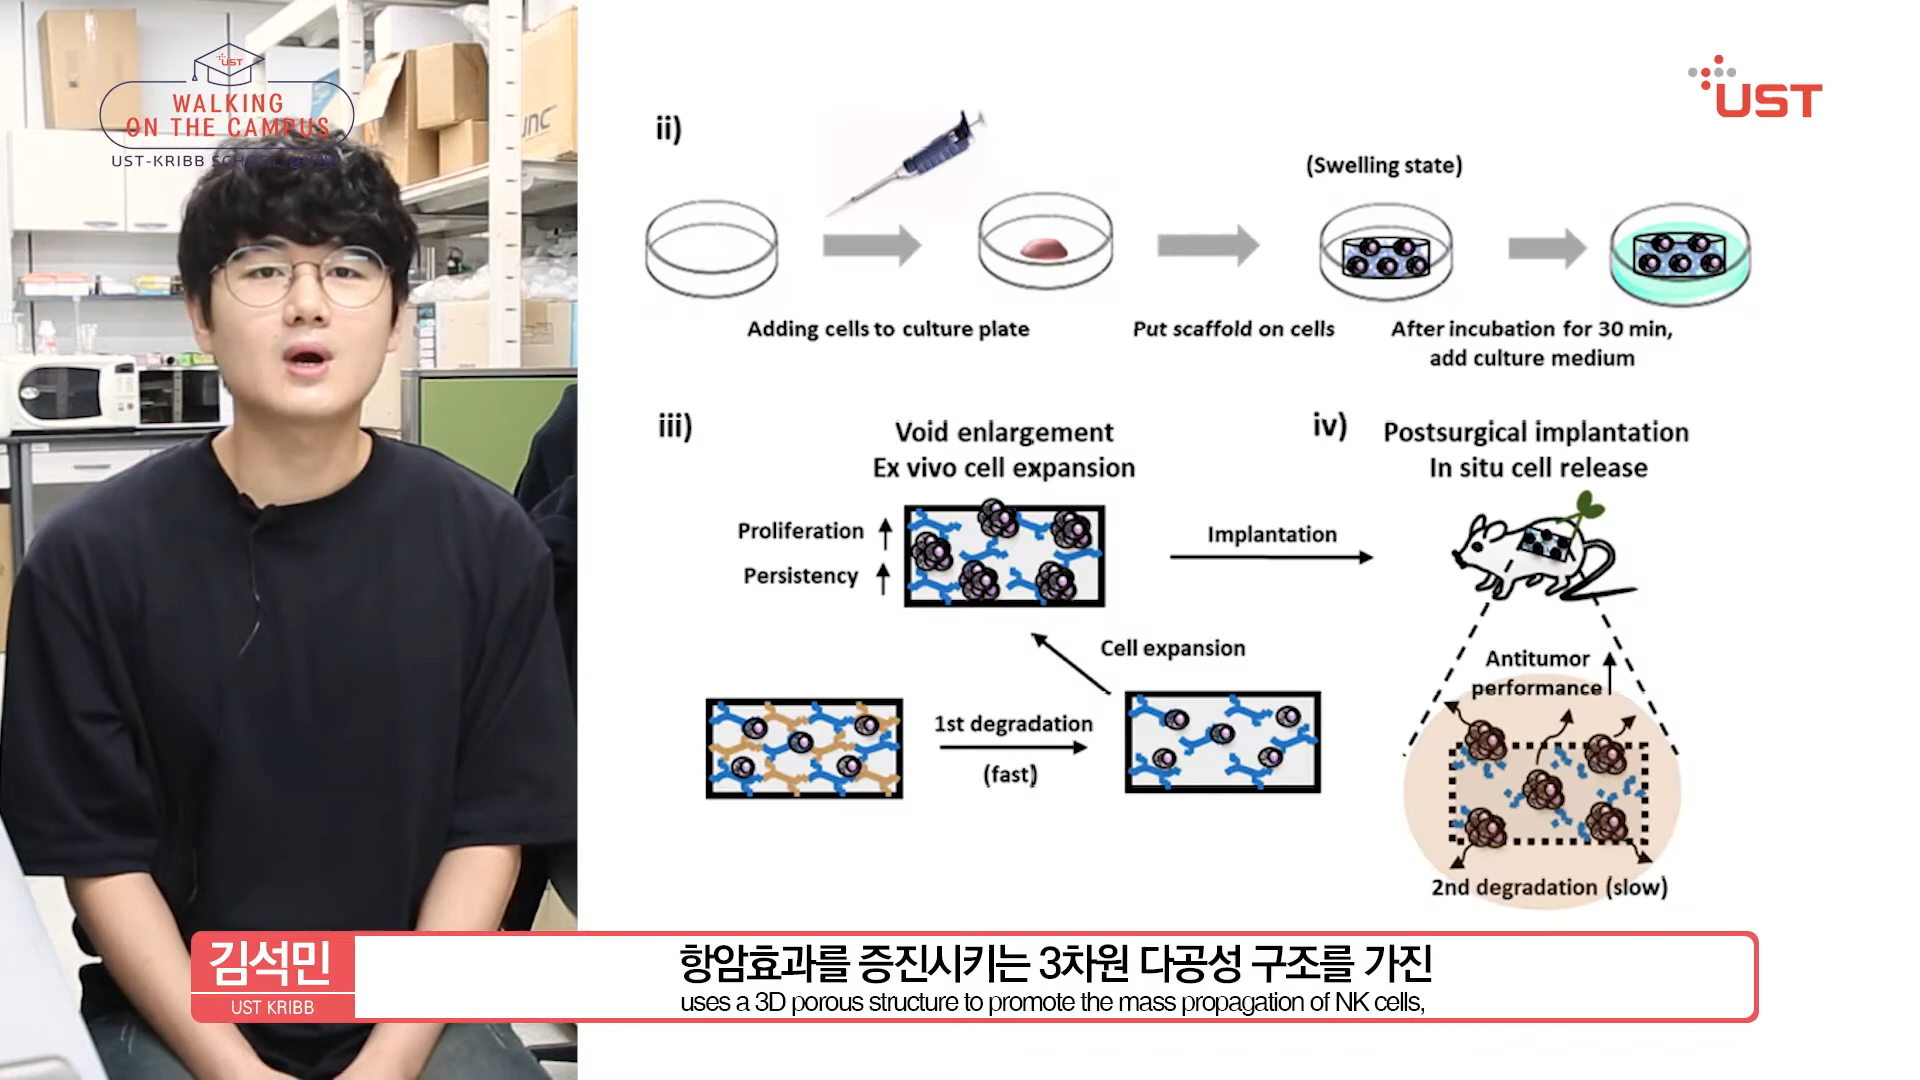 UST
WALKING
ON THE CAMPUS
UST-KRIBB SCHOOL
UST
ii)
(Swelling state)
Adding cells to culture plate
Put scaffold on cells
After incubation for 30 min,
add culture medium
iii)
Void enlargement
Ex vivo cell expansion
iv)
Postsurgical implantation
In situ cell release
Proliferation
Persistency
Implantation
Cell expansion
1st degradation
(fast)
Antitumor
performance
2nd degradation (slow)
김석민
UST KRIBB
항암효과를 증진시키는 3차원 다공성 구조를 가진
uses a 3D porous structure to promote the mass propagation of NK cells,